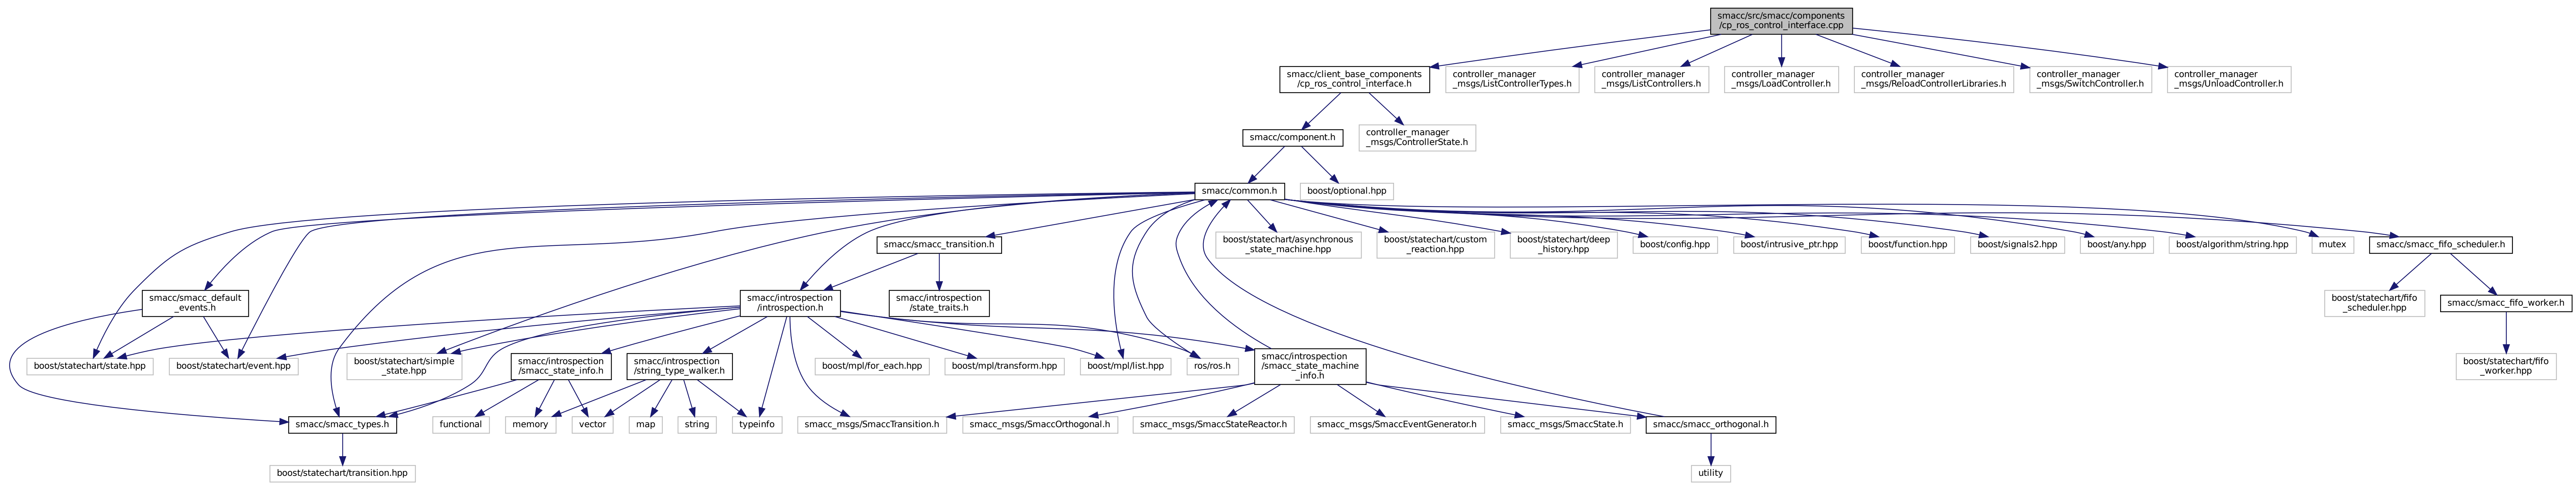 smacc/src/smacc/components
/cp_ros_control_interface.cpp
smacc/client_base_components
/cp_ros_control_interface.h
controller_manager
_msgs/ListControllerTypes.h
controller_manager
_msgs/ListControllers.h
controller_manager
_msgs/LoadController.h
controller_manager
_msgs/ReloadControllerLibraries.h
controller_manager
_msgs/SwitchController.h
controller_manager
_msgs/UnloadController.h
smacc/component.h
controller_manager
_msgs/ControllerState.h
smacc/common.h
boost/optional.hpp
smacc/smacc_transition.h
boost/statechart/asynchronous
_state_machine.hpp
boost/statechart/custom
_reaction.hpp
boost/statechart/deep
_history.hpp
boost/config.hpp
boost/intrusive_ptr.hpp
boost/function.hpp
boost/signals2.hpp
boost/any.hpp
boost/algorithm/string.hpp
mutex
smacc/smacc_fifo_scheduler.h
smacc/smacc_default
_events.h
smacc/introspection
/introspection.h
smacc/introspection
/state_traits.h
boost/statechart/fifo
_scheduler.hpp
smacc/smacc_fifo_worker.h
boost/statechart/state.hpp
boost/statechart/event.hpp
boost/statechart/simple
_state.hpp
smacc/introspection
/smacc_state_info.h
smacc/introspection
/string_type_walker.h
boost/mpl/for_each.hpp
boost/mpl/transform.hpp
boost/mpl/list.hpp
ros/ros.h
smacc/introspection
/smacc_state_machine
_info.h
boost/statechart/fifo
_worker.hpp
smacc/smacc_types.h
functional
memory
vector
map
string
typeinfo
smacc_msgs/SmaccTransition.h
smacc_msgs/SmaccOrthogonal.h
smacc_msgs/SmaccStateReactor.h
smacc_msgs/SmaccEventGenerator.h
smacc_msgs/SmaccState.h
smacc/smacc_orthogonal.h
boost/statechart/transition.hpp
utility